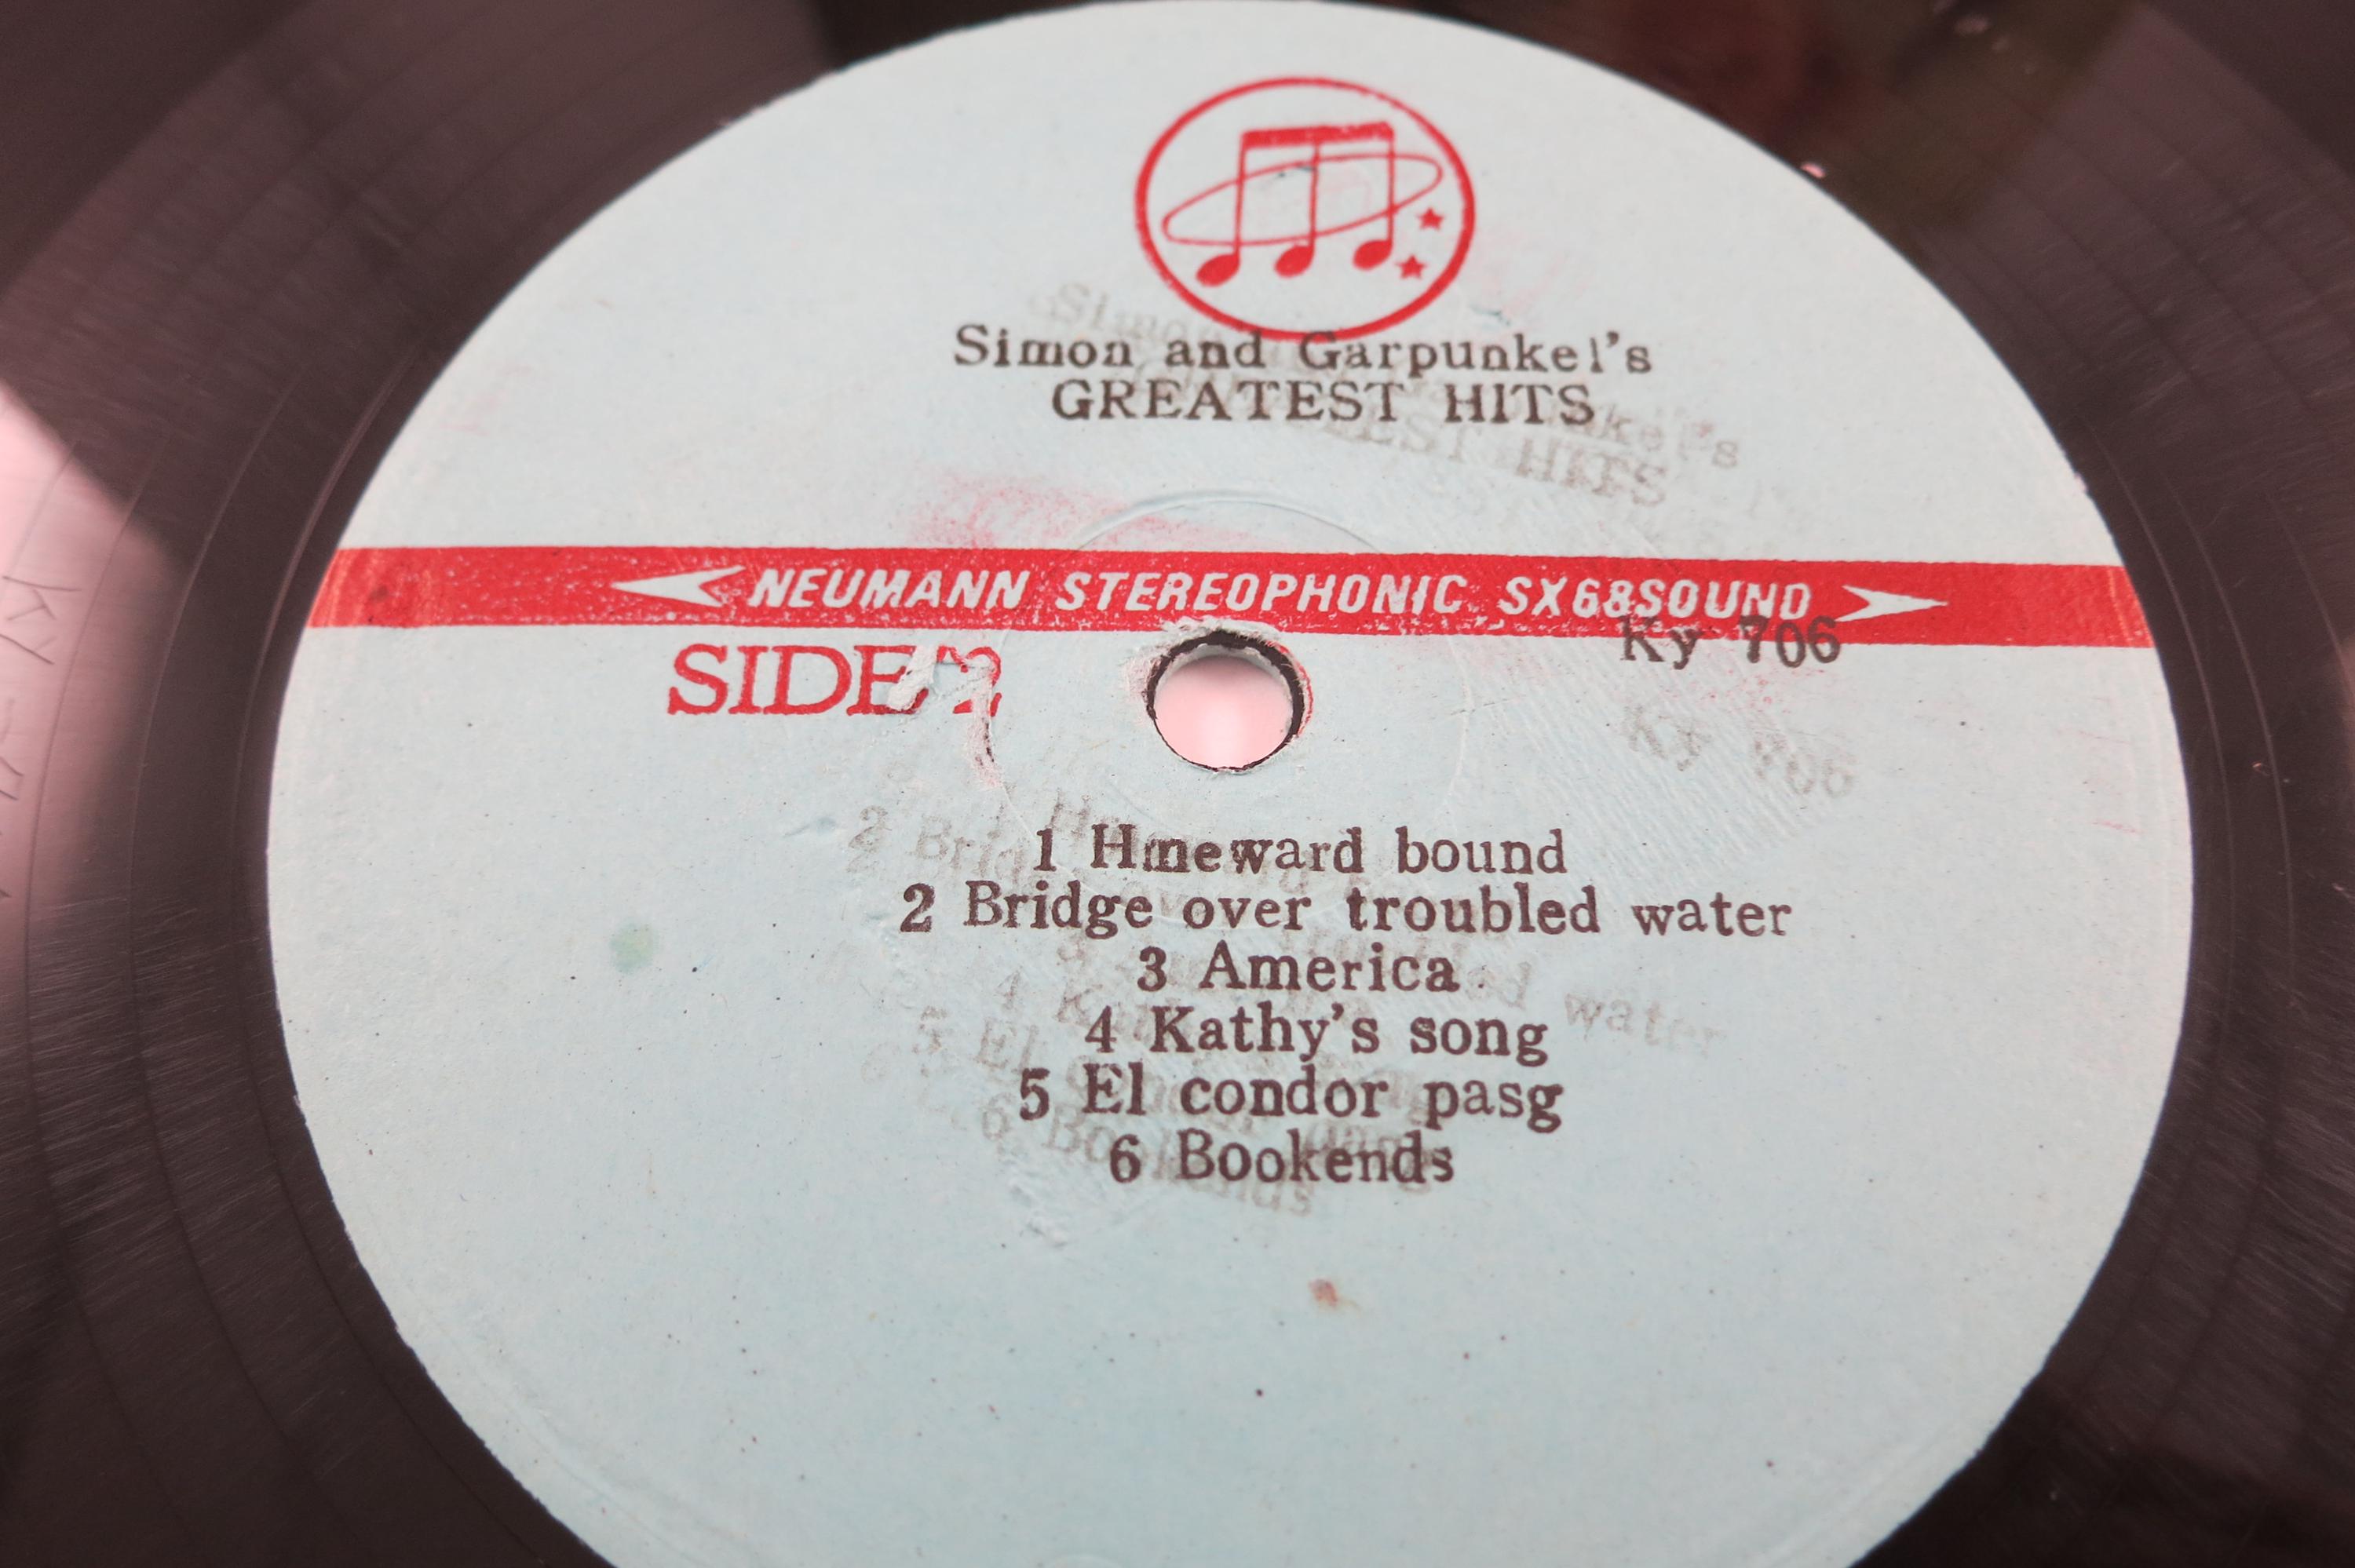 Simon and Garpunkel's
GREATEST HITS
NEUMANN STEREOPHONIC SX68SOUND
SIDE 2
Ky 706
1 Hmeward bound
2 Bridge over troubled water
3 America
4 Kathy's song
5 El condor pasg
6 Bookends